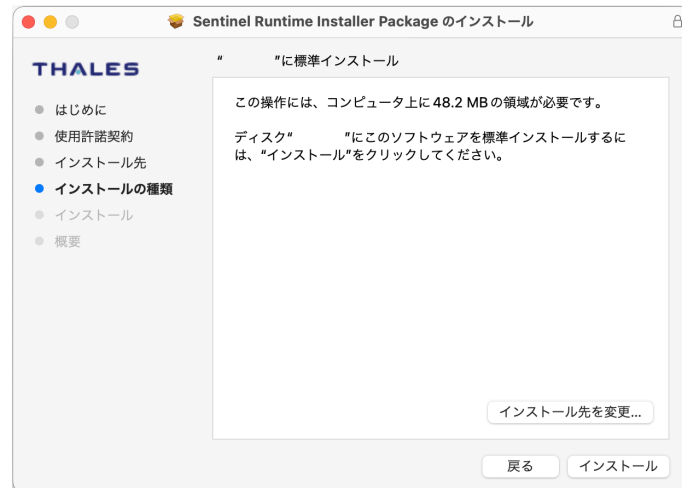 Sentinel Runtime Installer Package のインストール
THALES
“ ”に標準インストール
はじめに
使用許諾契約
インストール先
インストールの種類
インストール
概要
この操作には、コンピュータ上に48.2 MBの領域が必要です。
ディスク“ ”にこのソフトウェアを標準インストールするに
は、“インストール”をクリックしてください。
インストール先を変更...
戻る
インストール